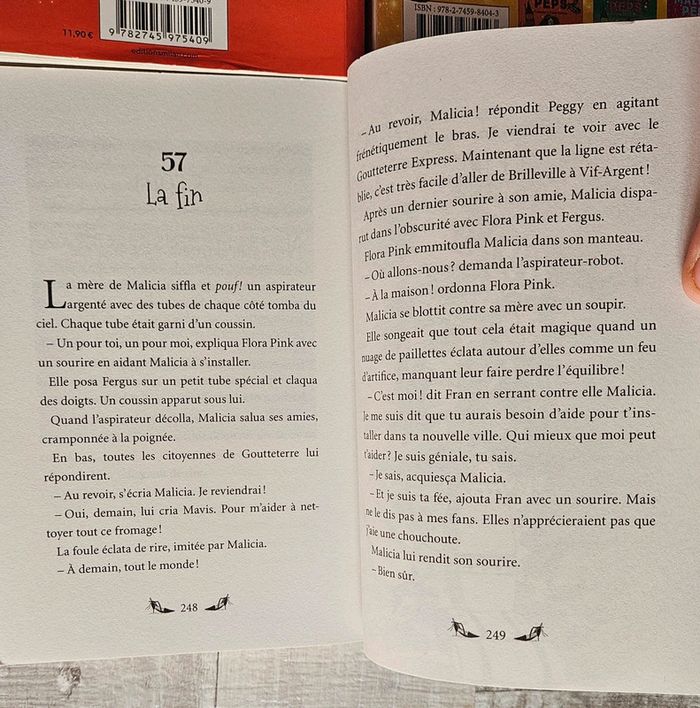 11,90 €
9 782745 975409
editionsmilan.com
ISBN : 978-2-7459-8404-3
PEPS
57
La fin
La mère de Malicia siffla et pouf! un aspirateur
argenté avec des tubes de chaque côté tomba du
ciel. Chaque tube était garni d'un coussin.
– Un pour toi, un pour moi, expliqua Flora Pink avec
un sourire en aidant Malicia à s'installer.
Elle posa Fergus sur un petit tube spécial et claqua
des doigts. Un coussin apparut sous lui.
Quand l'aspirateur décolla, Malicia salua ses amies,
cramponnée à la poignée.
En bas, toutes les citoyennes de Goutteterre lui
répondirent.
– Au revoir, s'écria Malicia. Je reviendrai!
– Oui, demain, lui cria Mavis. Pour m'aider à net-
toyer tout ce fromage!
La foule éclata de rire, imitée par Malicia.
– À demain, tout le monde!
248
– Au revoir, Malicia! répondit Peggy en agitant
frénétiquement le bras. Je viendrai te voir avec le
Goutteterre Express. Maintenant que la ligne est réta-
blie, c'est très facile d'aller de Brilleville à Vif-Argent!
Après un dernier sourire à son amie, Malicia dispa-
rut dans l'obscurité avec Flora Pink et Fergus.
Flora Pink emmitoufla Malicia dans son manteau.
– Où allons-nous? demanda l'aspirateur-robot.
– À la maison! ordonna Flora Pink.
Malicia se blottit contre sa mère avec un soupir.
Elle songeait que tout cela était magique quand un
nuage de paillettes éclata autour d'elles comme un feu
d'artifice, manquant leur faire perdre l'équilibre!
– C'est moi! dit Fran en serrant contre elle Malicia.
Je me suis dit que tu aurais besoin d'aide pour t'ins-
taller dans ta nouvelle ville. Qui mieux que moi peut
t'aider? Je suis géniale, tu sais.
– Je sais, acquiesça Malicia.
– Et je suis ta fée, ajouta Fran avec un sourire. Mais
ne le dis pas à mes fans. Elles n'apprécieraient pas que
j'aie une chouchoute.
Malicia lui rendit son sourire.
– Bien sûr.
249